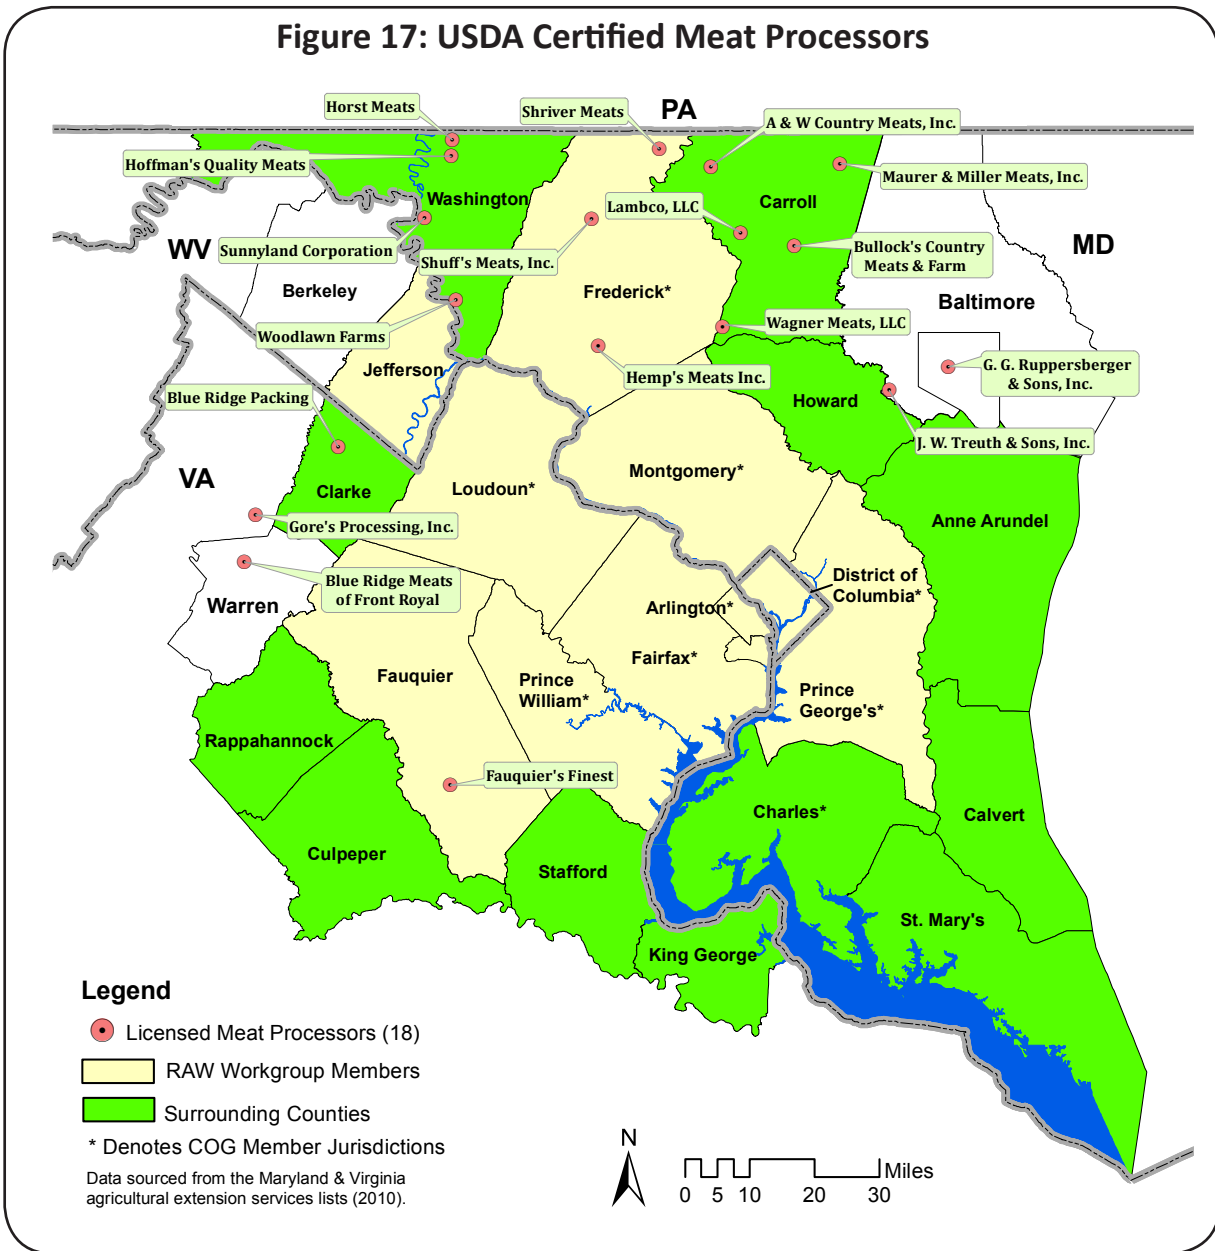 Figure 17: USDA Certified Meat Processors
Horst Meats
Shriver Meats
PA
A & W Country Meats, Inc.
Hoffman's Quality Meats
Maurer & Miller Meats, Inc.
Washington
Carroll
Lambco, LLC
WV
Sunnyland Corporation
Shuff's Meats, Inc.
Bullock's Country
Meats & Farm
MD
Berkeley
Frederick*
Baltimore
Woodlawn Farms
Wagner Meats, LLC
Jefferson
Hemp's Meats Inc.
G. G. Ruppersberger
& Sons, Inc.
Blue Ridge Packing
Howard
J. W. Treuth & Sons, Inc.
VA
Clarke
Loudoun*
Montgomery*
Gore's Processing, Inc.
Anne Arundel
Blue Ridge Meats
of Front Royal
Warren
District of
Columbia*
Arlington*
Fairfax*
Fauquier
Prince
William*
Prince
George's*
Rappahannock
Fauquier's Finest
Charles*
Calvert
Culpeper
Stafford
St. Mary's
King George
Legend
Licensed Meat Processors (18)
RAW Workgroup Members
Surrounding Counties
* Denotes COG Member Jurisdictions
Data sourced from the Maryland & Virginia
agricultural extension services lists (2010).
N
Miles
0 5 10 20 30